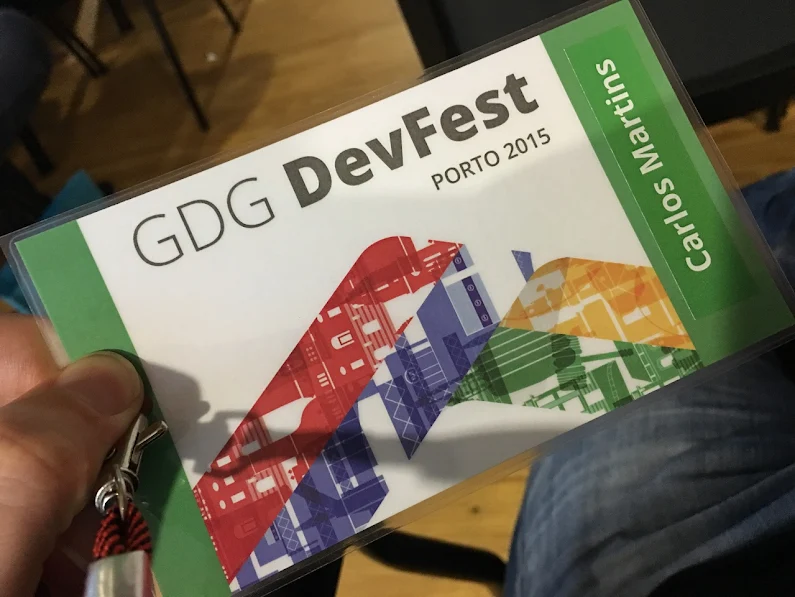 GDG DevFest
PORTO 2015
Carlos Martins